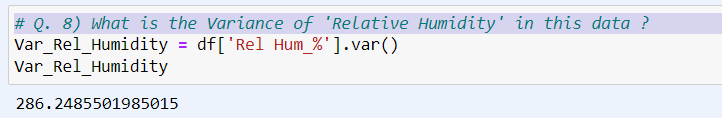 # Q. 8) What is the Variance of 'Relative Humidity' in this data ?
Var_Rel_Humidity = df['Rel Hum_%'].var()
Var_Rel_Humidity
286.2485501985015